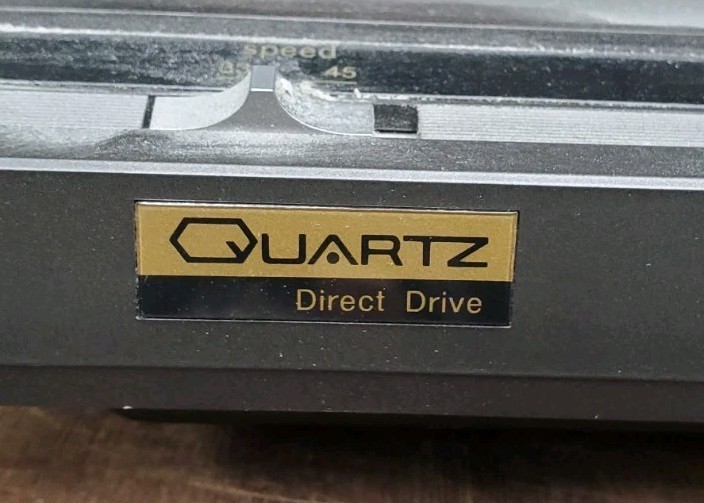 speed
45
QUARTZ
Direct Drive